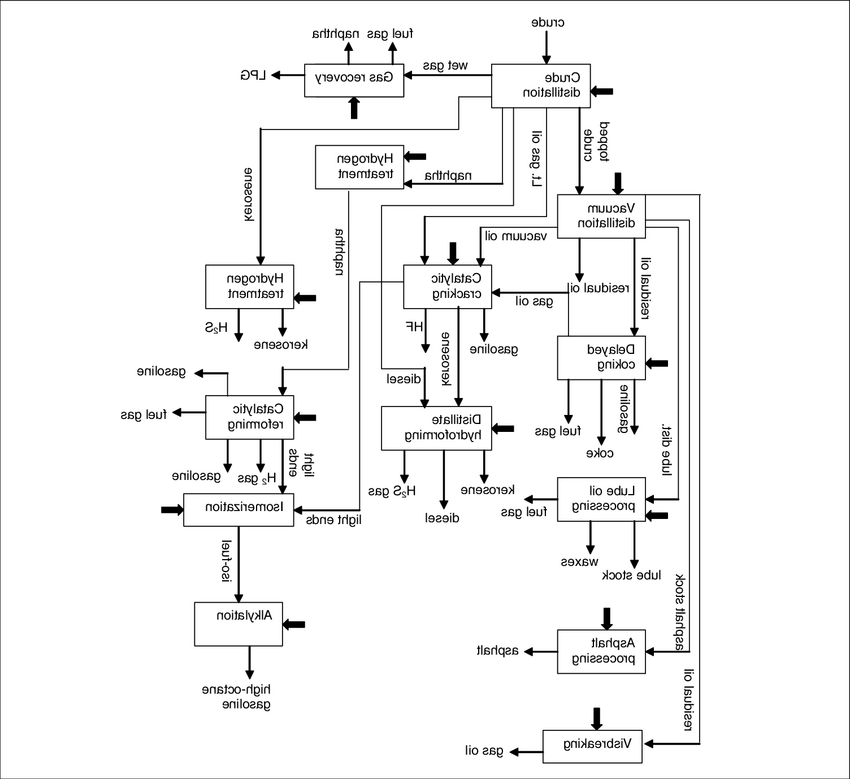 crude
naphtha
fuel gas
LPG
Gas recovery
wet gas
Crude
distillation
topped
crude
Lt. gas oil
Hydrogen
treatment
naphtha
kerosene
naphtha
Vacuum
distillation
vacuum oil
residual oil
residual oil
Hydrogen
treatment
H2S
kerosene
Catalytic
cracking
gas oil
HF
kerosene
gasoline
diesel
Delayed
coking
fuel gas
coke
gasoline
lube dist.
gasoline
fuel gas
Catalytic
reforming
gasoline
H2 gas
light
ends
Distillate
hydroforming
H2S gas
diesel
kerosene
Isomerization
light ends
Lube oil
processing
fuel gas
waxes
lube stock
iso-fuel
Alkylation
high-octane
gasoline
asphalt stock
Asphalt
processing
asphalt
residual oil
Visbreaking
gas oil